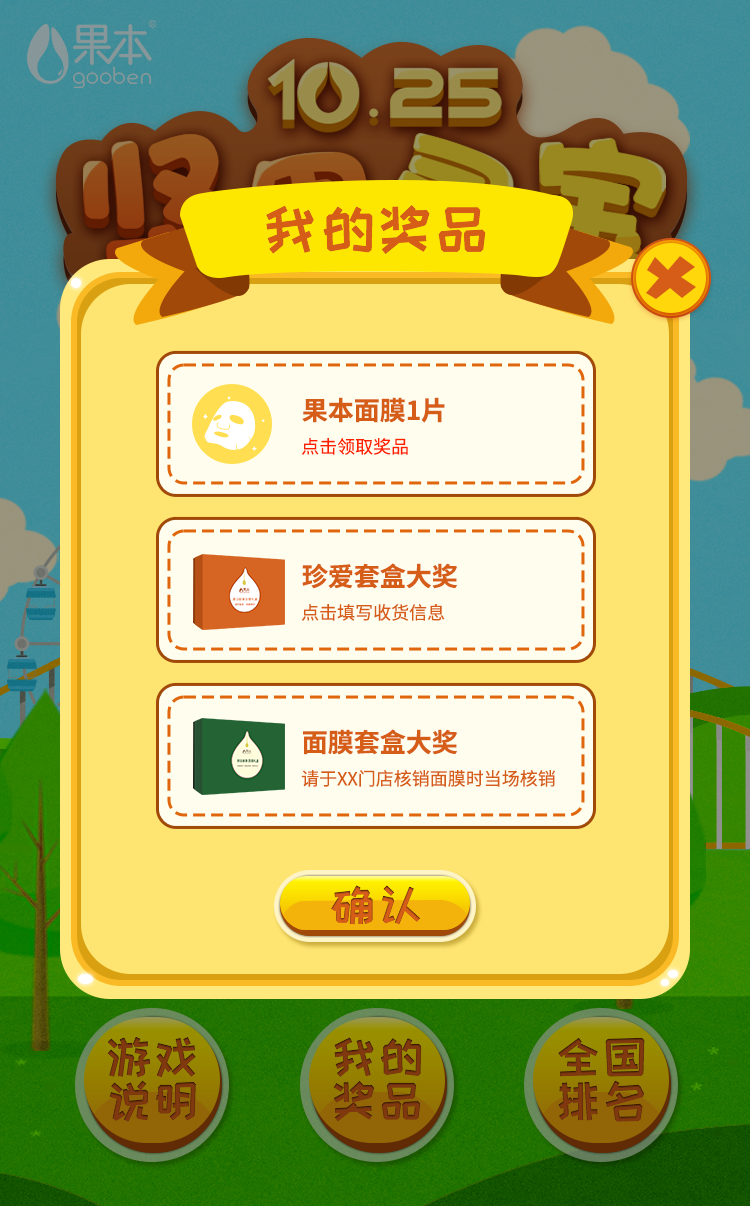 果本®
gooben
10.25
我的奖品
果本面膜1片
点击领取奖品
珍爱套盒大奖
点击填写收货信息
面膜套盒大奖
请于XX门店核销面膜时当场核销
确认
游戏
说明
我的
奖品
全国
排名